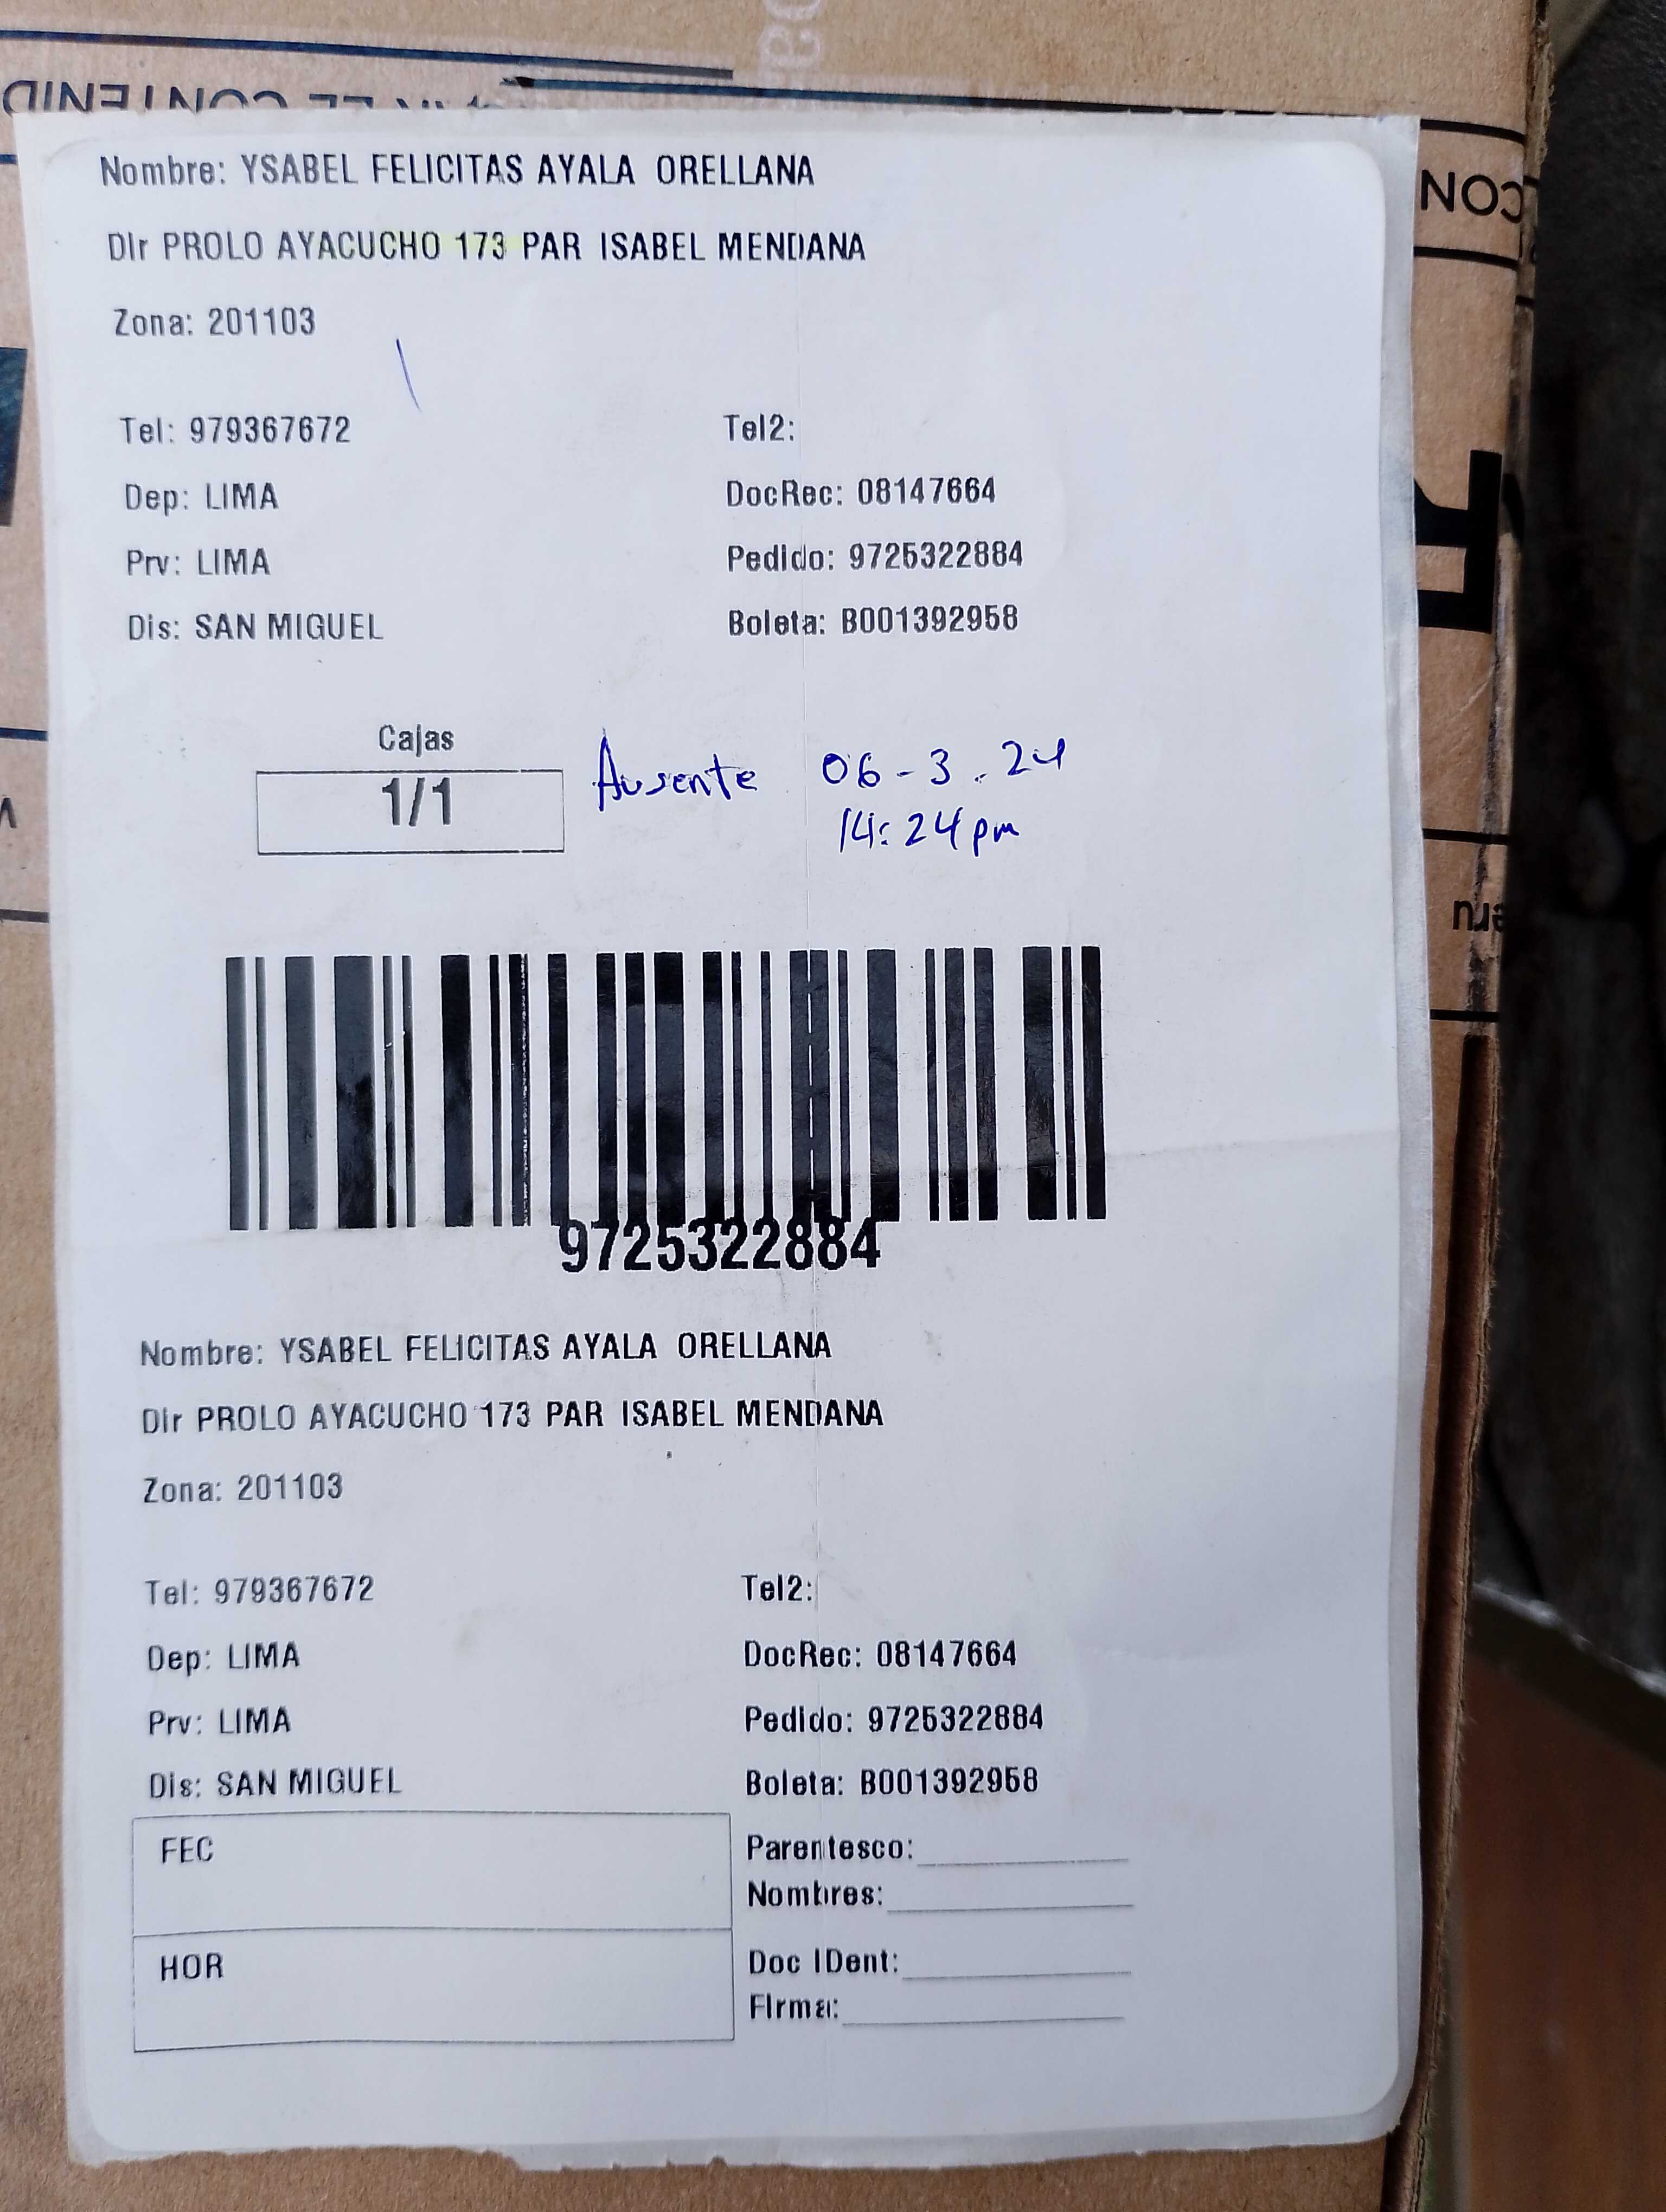 Nombre: YSABEL FELICITAS AYALA ORELLANA
Dir PROLO AYACUCHO 173 PAR ISABEL MENDANA
Zona: 201103
Tel: 979367672 Tel2:
Dep: LIMA DocRec: 08147664
Prv: LIMA Pedido: 9725322884
Dis: SAN MIGUEL Boleta: B001392958
Cajas
1/1
Ausente 06-3.24
14:24pm
9725322884
Nombre: YSABEL FELICITAS AYALA ORELLANA
Dir PROLO AYACUCHO 173 PAR ISABEL MENDANA
Zona: 201103
Tel: 979367672 Tel2:
Dep: LIMA DocRec: 08147664
Prv: LIMA Pedido: 9725322884
Dis: SAN MIGUEL Boleta: B001392958
FEC
HOR
Parentesco:
Nombres:
Doc IDent:
Firma: